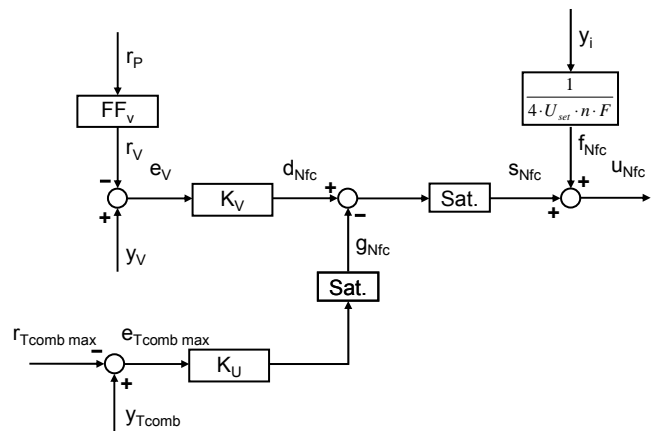 y_i
r_P
1
4·U_set·n·F
FF_v
r_V
f_Nfc
e_V
d_Nfc
s_Nfc
u_Nfc
−
+
K_V
+
−
Sat.
+
+
y_V
g_Nfc
Sat.
r_Tcomb max
e_Tcomb max
−
+
K_U
y_Tcomb